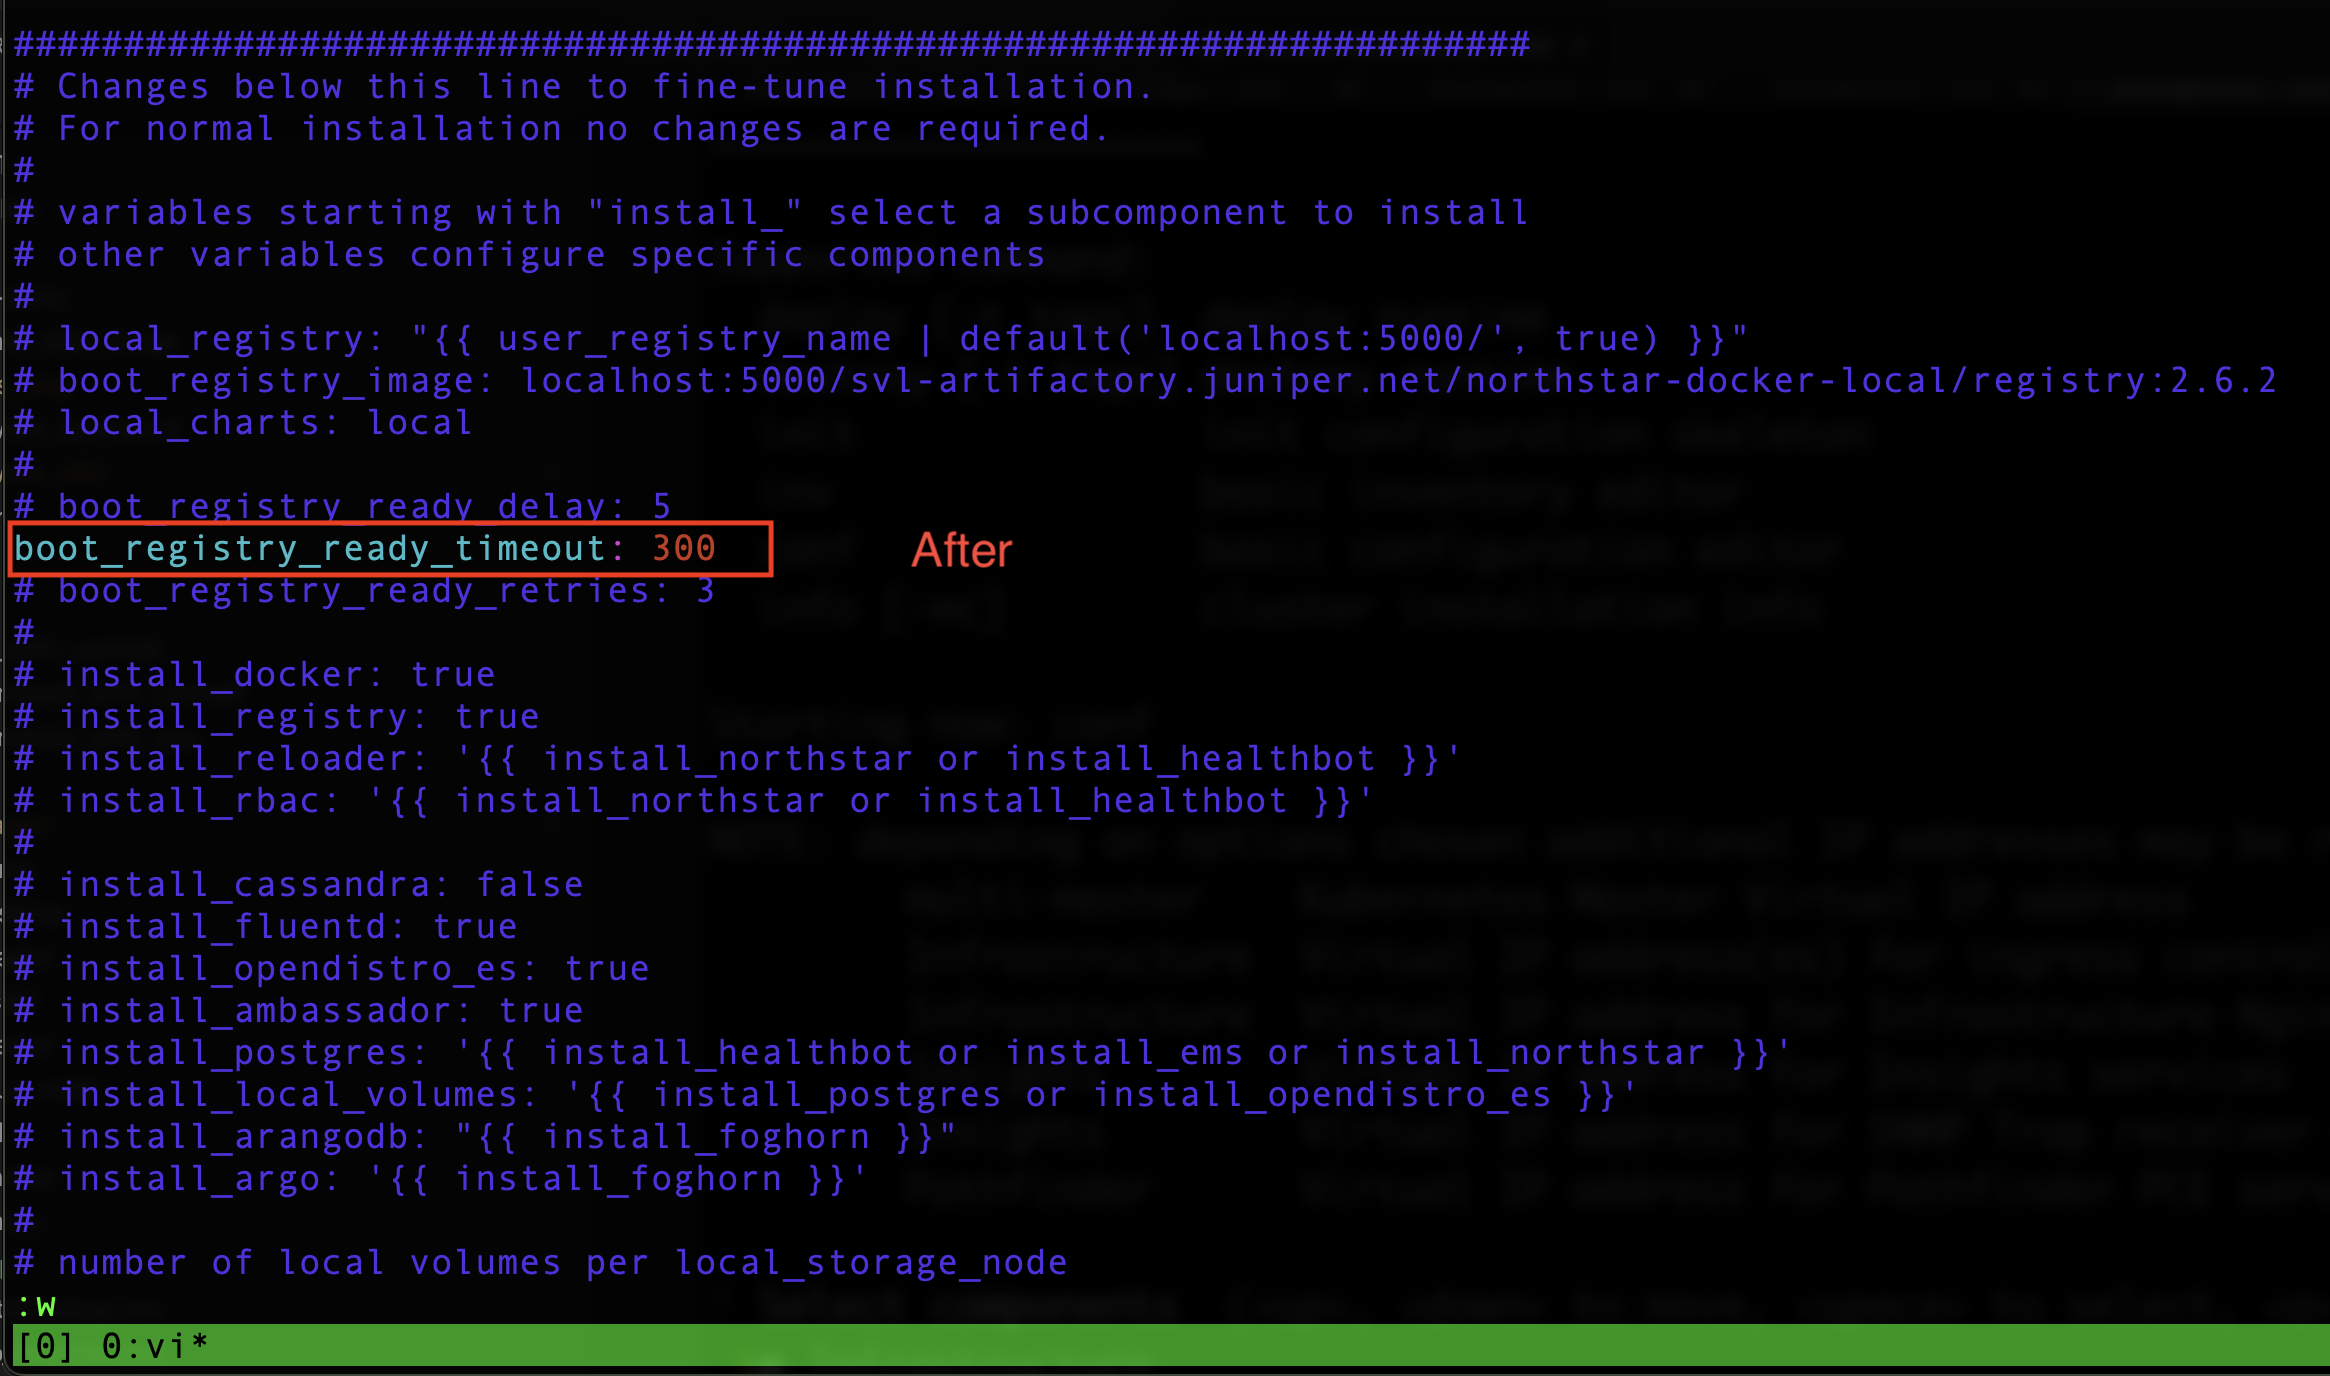 #####################################################################
# Changes below this line to fine-tune installation.
# For normal installation no changes are required.
#
# variables starting with "install_" select a subcomponent to install
# other variables configure specific components
#
# local_registry: "{{ user_registry_name | default('localhost:5000/', true) }}"
# boot_registry_image: localhost:5000/svl-artifactory.juniper.net/northstar-docker-local/registry:2.6.2
# local_charts: local
#
# boot_registry_ready_delay: 5
boot_registry_ready_timeout: 300
After
# boot_registry_ready_retries: 3
#
# install_docker: true
# install_registry: true
# install_reloader: '{{ install_northstar or install_healthbot }}'
# install_rbac: '{{ install_northstar or install_healthbot }}'
#
# install_cassandra: false
# install_fluentd: true
# install_opendistro_es: true
# install_ambassador: true
# install_postgres: '{{ install_healthbot or install_ems or install_northstar }}'
# install_local_volumes: '{{ install_postgres or install_opendistro_es }}'
# install_arangodb: "{{ install_foghorn }}"
# install_argo: '{{ install_foghorn }}'
#
# number of local volumes per local_storage_node
:w
[0] 0:vi*